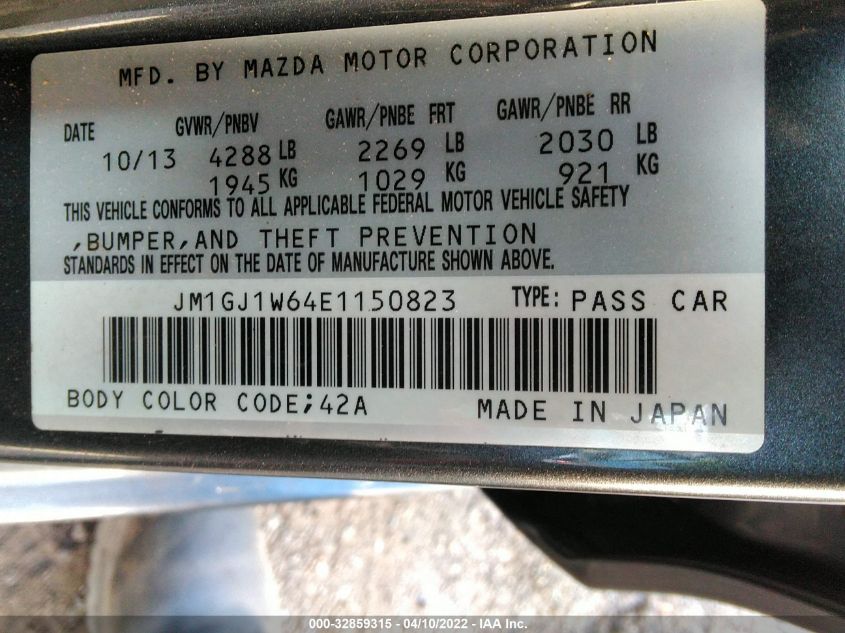 MFD. BY MAZDA MOTOR CORPORATION
DATE GVWR/PNBV GAWR/PNBE FRT GAWR/PNBE RR
10/13 4288 LB 2269 LB 2030 LB
1945 KG 1029 KG 921 KG
THIS VEHICLE CONFORMS TO ALL APPLICABLE FEDERAL MOTOR VEHICLE SAFETY
,BUMPER,AND THEFT PREVENTION
STANDARDS IN EFFECT ON THE DATE OF MANUFACTURE SHOWN ABOVE.
JM1GJ1W64E1150823 TYPE: PASS CAR
BODY COLOR CODE;42A MADE IN JAPAN
000-32859315 - 04/10/2022 - IAA Inc.